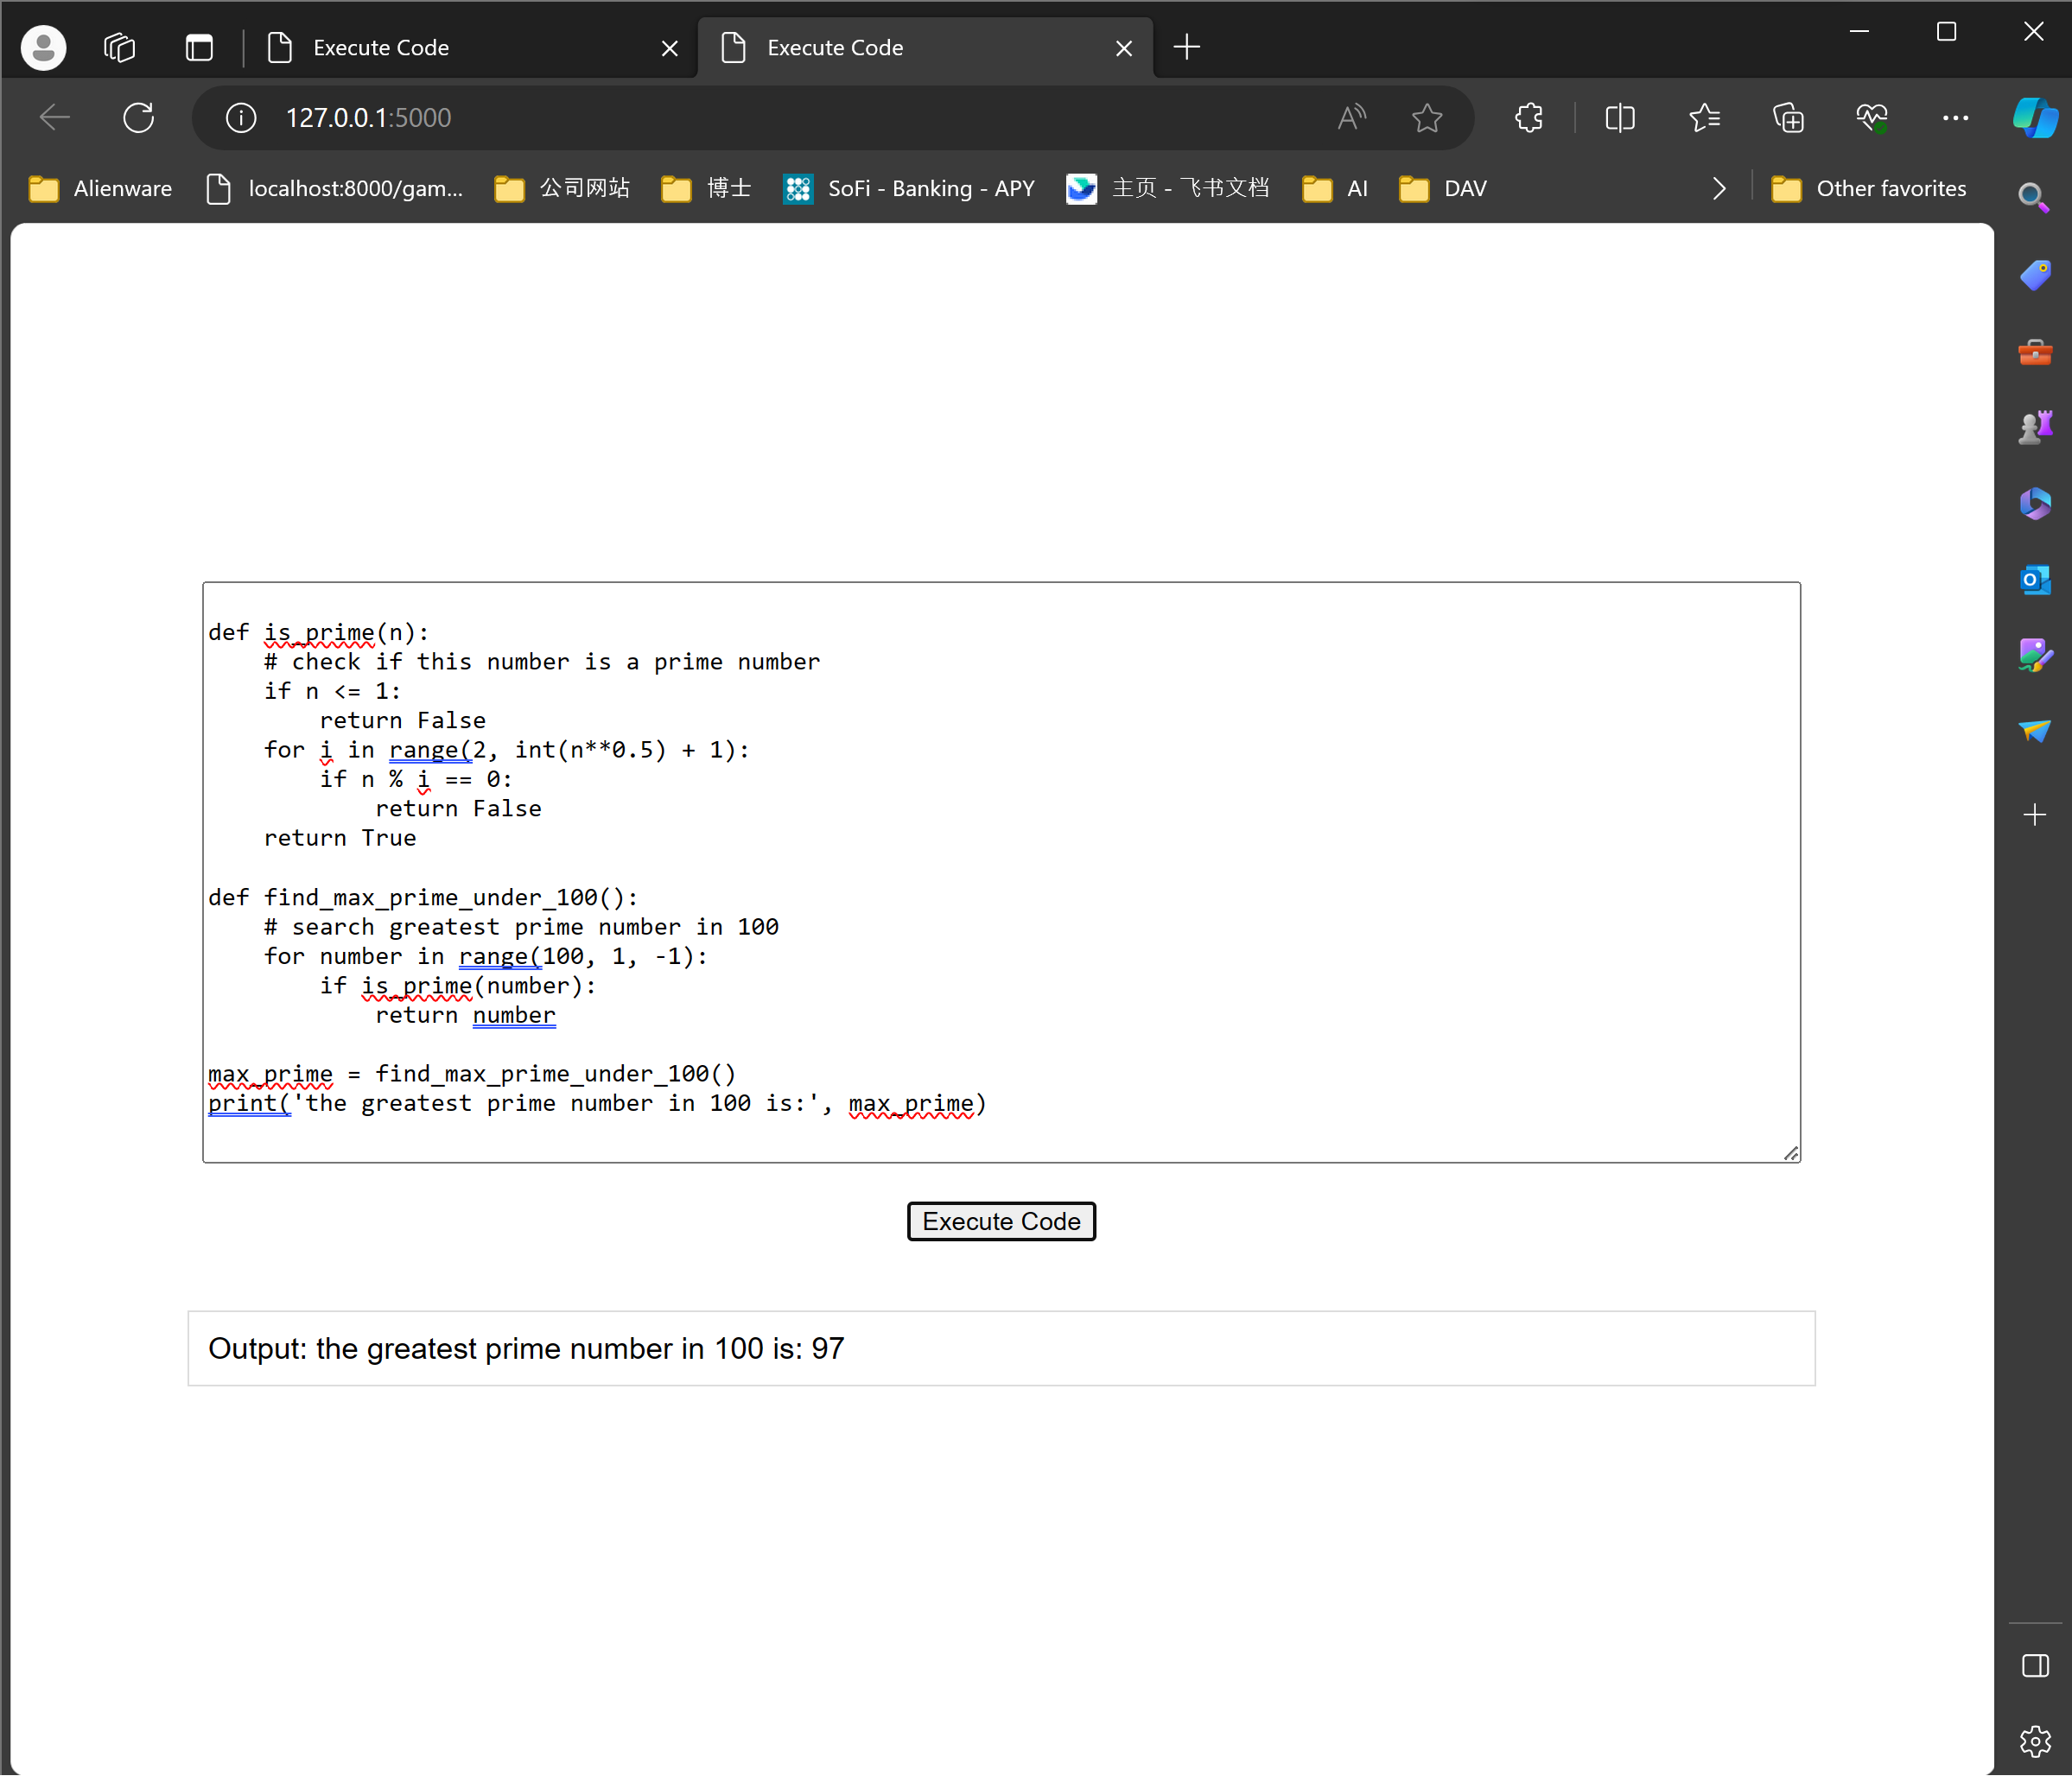 Execute Code
Execute Code
127.0.0.1:5000
Alienware
localhost:8000/gam...
公司网站
博士
SoFi - Banking - APY
主页 - 飞书文档
AI
DAV
Other favorites
def is_prime(n):
    # check if this number is a prime number
    if n <= 1:
        return False
    for i in range(2, int(n**0.5) + 1):
        if n % i == 0:
            return False
    return True
def find_max_prime_under_100():
    # search greatest prime number in 100
    for number in range(100, 1, -1):
        if is_prime(number):
            return number
max_prime = find_max_prime_under_100()
print('the greatest prime number in 100 is:', max_prime)
Execute Code
Output: the greatest prime number in 100 is: 97